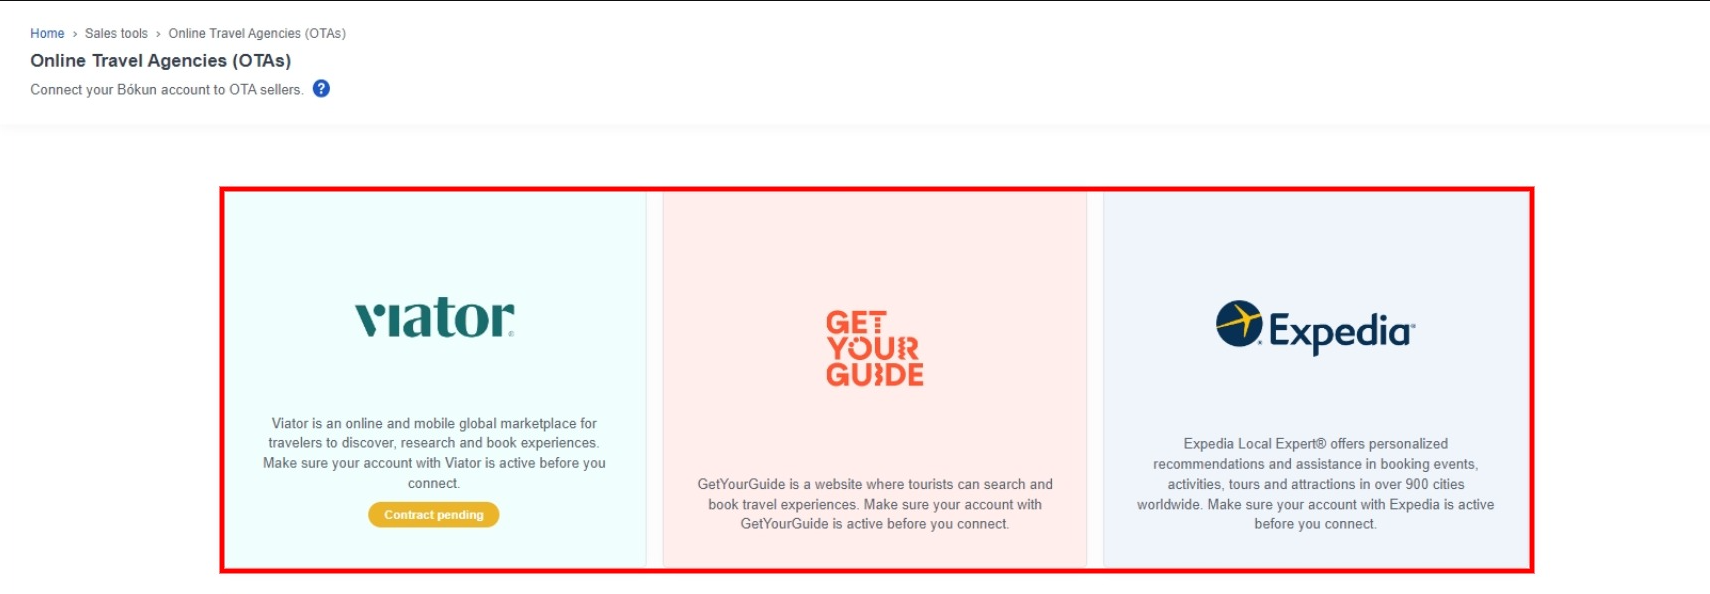 Home › Sales tools › Online Travel Agencies (OTAs)
Online Travel Agencies (OTAs)
Connect your Bókun account to OTA sellers. ?
viator®
Viator is an online and mobile global marketplace for
travelers to discover, research and book experiences.
Make sure your account with Viator is active before you
connect.
Contract pending
GET
YOUR
GUIDE
GetYourGuide is a website where tourists can search and
book travel experiences. Make sure your account with
GetYourGuide is active before you connect.
Expedia
Expedia Local Expert® offers personalized
recommendations and assistance in booking events,
activities, tours and attractions in over 900 cities
worldwide. Make sure your account with Expedia is active
before you connect.